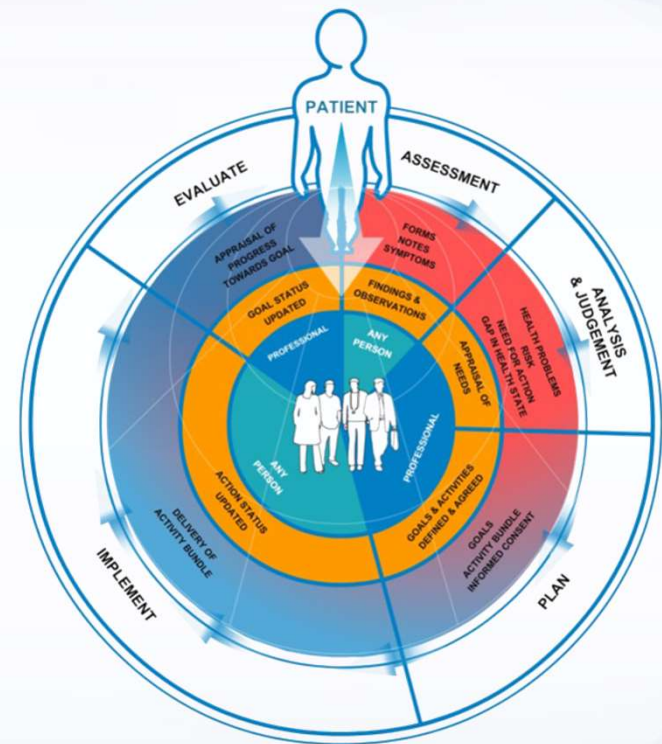 PATIENT
ASSESSMENT
ANALYSIS
& JUDGEMENT
PLAN
IMPLEMENT
EVALUATE
FORMS
NOTES
SYMPTOMS
HEALTH PROBLEMS
RISK
NEED FOR ACTION
GAP IN HEALTH STATE
GOALS
ACTIVITY BUNDLE
INFORMED CONSENT
DELIVERY OF
ACTIVITY BUNDLE
APPRAISAL OF
PROGRESS
TOWARDS GOAL
FINDINGS &
OBSERVATIONS
APPRAISAL OF
NEEDS
GOALS & ACTIVITIES
DEFINED & AGREED
ACTION STATUS
UPDATED
GOAL STATUS
UPDATED
ANY
PERSON
PROFESSIONAL
ANY
PERSON
PROFESSIONAL